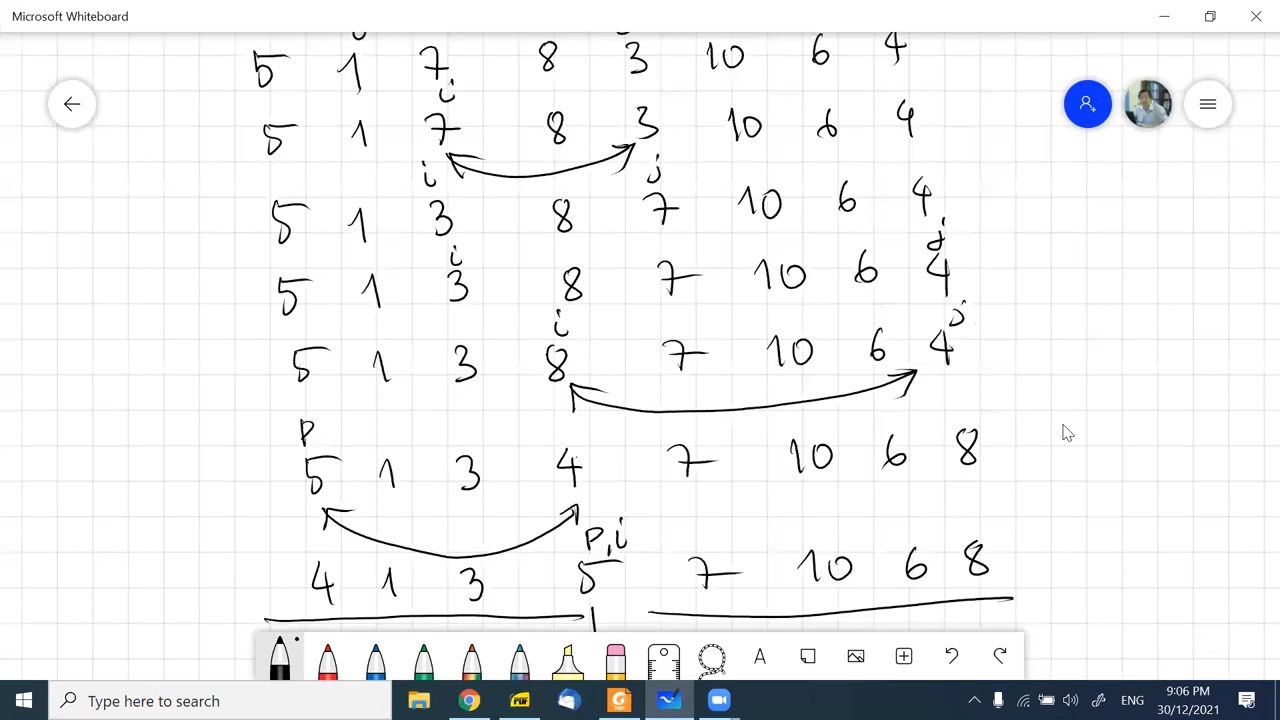 Microsoft Whiteboard
5 1 7 8 3 10 6 4
i
5 1 7 8 3 10 6 4
i j
5 1 3 8 7 10 6 4
i j
5 1 3 8 7 10 6 4
i j
5 1 3 8 7 10 6 4
P
5 1 3 4 7 10 6 8
P, i
4 1 3 5 7 10 6 8
A
Type here to search
PDF
ENG
9:06 PM
30/12/2021